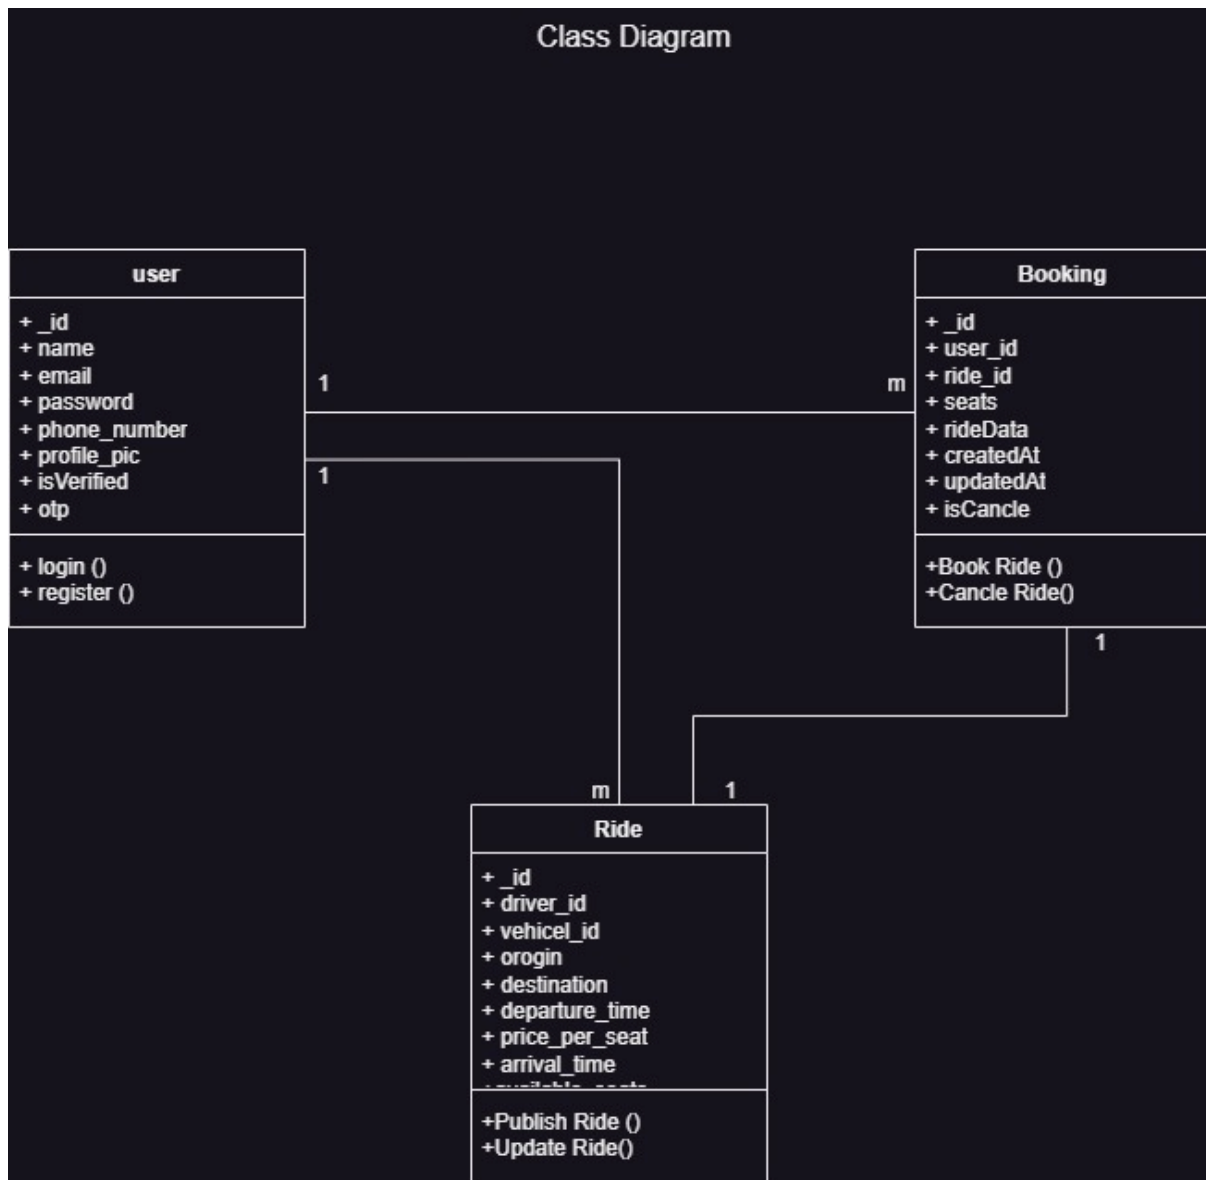 Class Diagram
user
+ _id
+ name
+ email
+ password
+ phone_number
+ profile_pic
+ isVerified
+ otp
+ login ()
+ register ()
1
m
1
Booking
+ _id
+ user_id
+ ride_id
+ seats
+ rideData
+ createdAt
+ updatedAt
+ isCancle
+Book Ride ()
+Cancle Ride()
1
m
1
Ride
+ _id
+ driver_id
+ vehicel_id
+ orogin
+ destination
+ departure_time
+ price_per_seat
+ arrival_time
+Publish Ride ()
+Update Ride()